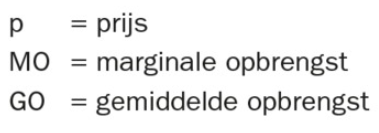 p = prijs
MO = marginale opbrengst
GO = gemiddelde opbrengst